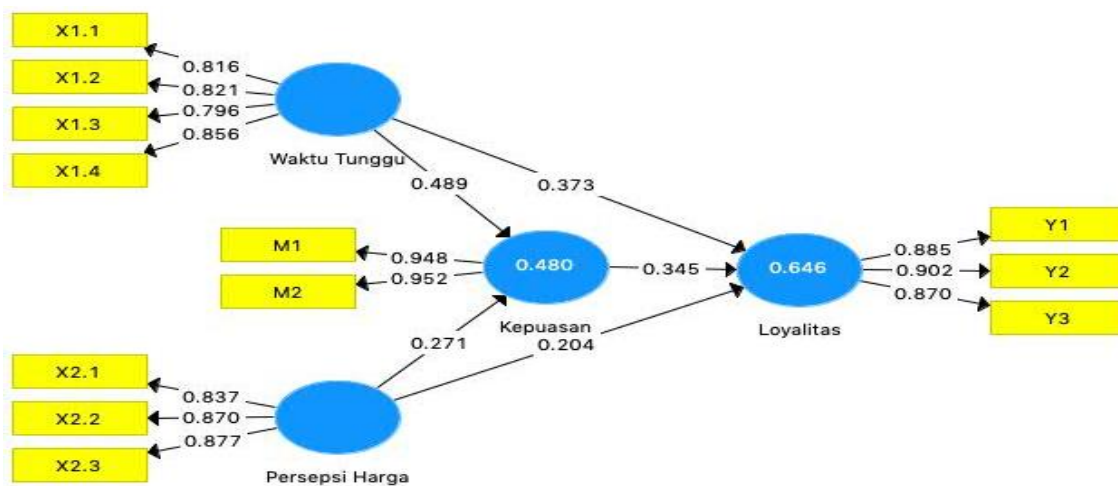 X1.1
X1.2
X1.3
X1.4
0.816
0.821
0.796
0.856
Waktu Tunggu
0.489
0.373
M1
M2
0.948
0.952
0.480
Kepuasan
0.345
0.646
Loyalitas
0.885
0.902
0.870
Y1
Y2
Y3
0.271
0.204
X2.1
X2.2
X2.3
0.837
0.870
0.877
Persepsi Harga